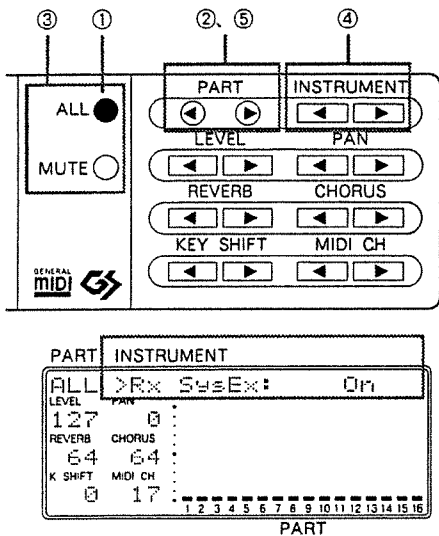 ③ ① ②、⑤ ④
PART INSTRUMENT
ALL
LEVEL PAN
MUTE
REVERB CHORUS
KEY SHIFT MIDI CH
GENERAL
MIDI GS
PART INSTRUMENT
ALL >Rx SysEx: On
LEVEL PAN
127 0
REVERB CHORUS
64 64
K SHIFT MIDI CH
0 17
1 2 3 4 5 6 7 8 9 10 11 12 13 14 15 16
PART